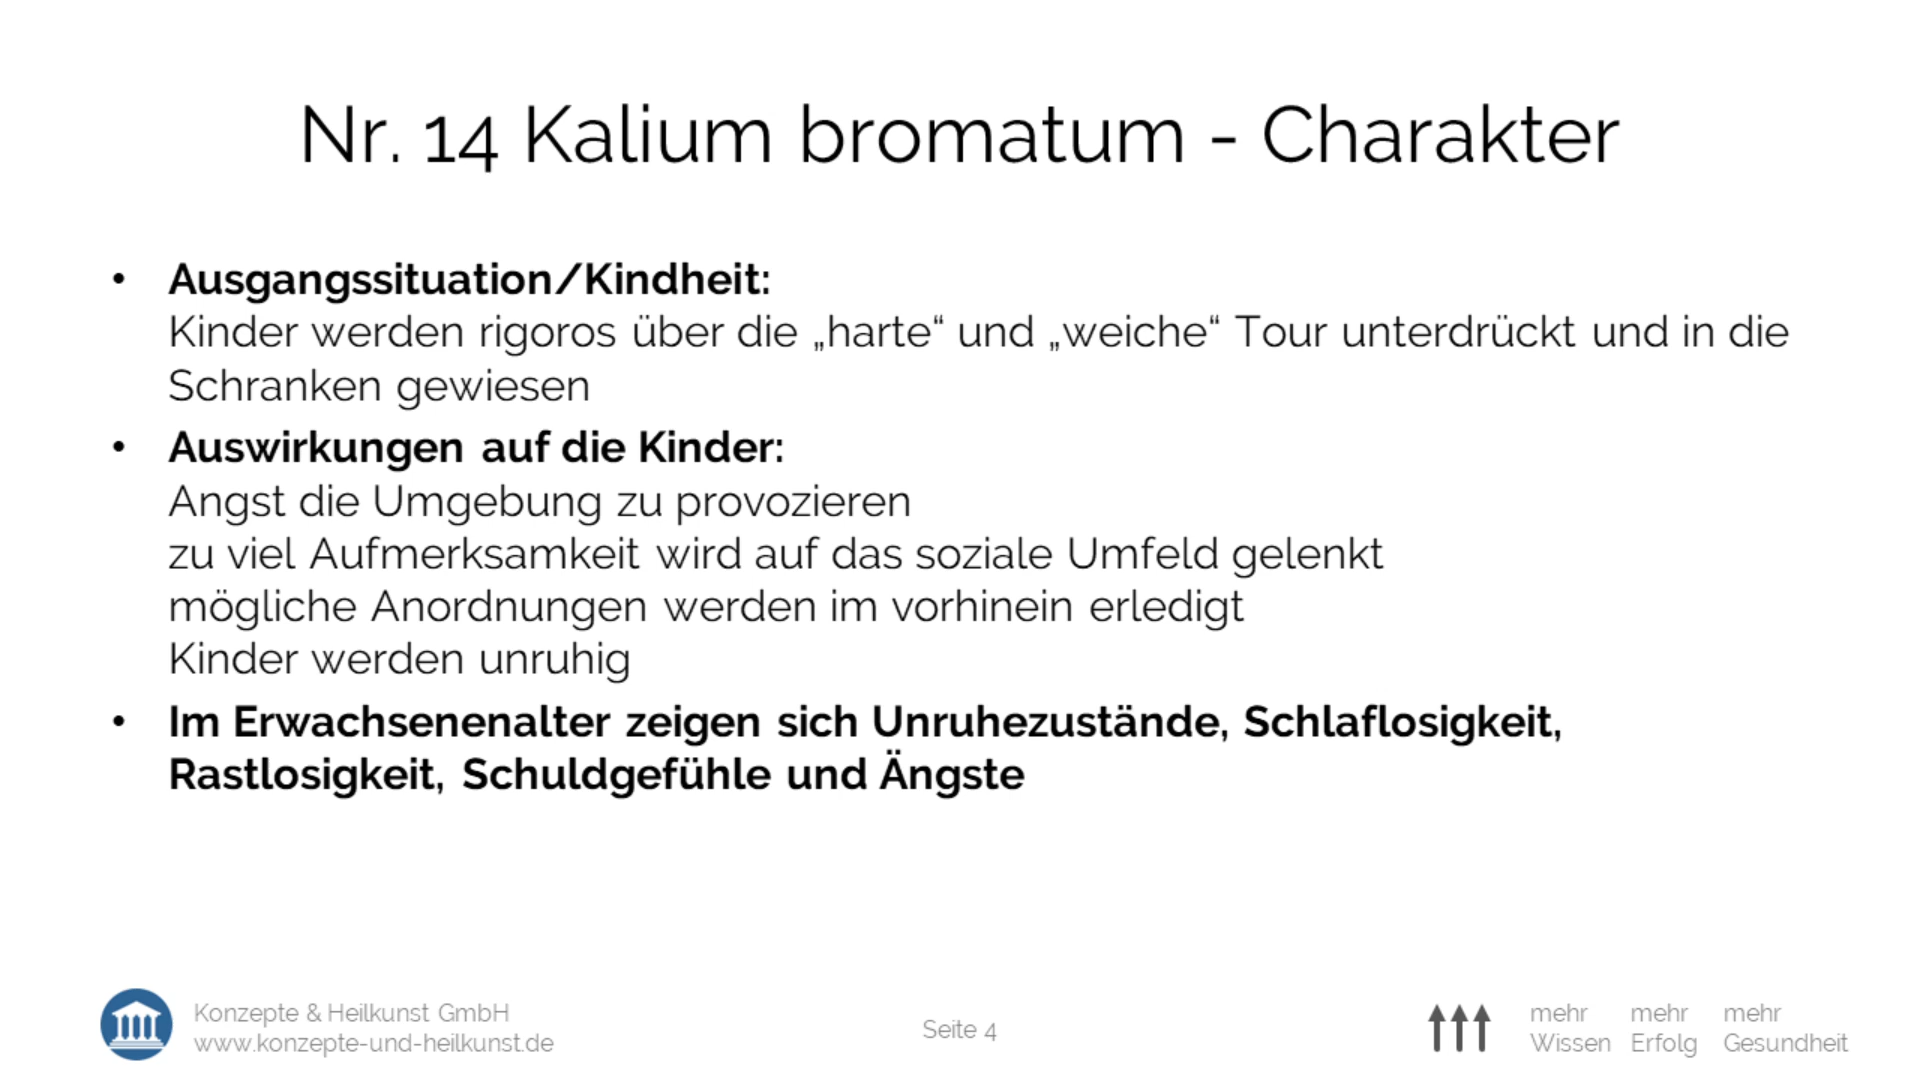 Nr. 14 Kalium bromatum - Charakter
• Ausgangssituation/Kindheit:
Kinder werden rigoros über die „harte“ und „weiche“ Tour unterdrückt und in die
Schranken gewiesen
• Auswirkungen auf die Kinder:
Angst die Umgebung zu provozieren
zu viel Aufmerksamkeit wird auf das soziale Umfeld gelenkt
mögliche Anordnungen werden im vorhinein erledigt
Kinder werden unruhig
• Im Erwachsenenalter zeigen sich Unruhezustände, Schlaflosigkeit,
Rastlosigkeit, Schuldgefühle und Ängste
Konzepte & Heilkunst GmbH
www.konzepte-und-heilkunst.de
Seite 4
mehr mehr mehr
Wissen Erfolg Gesundheit